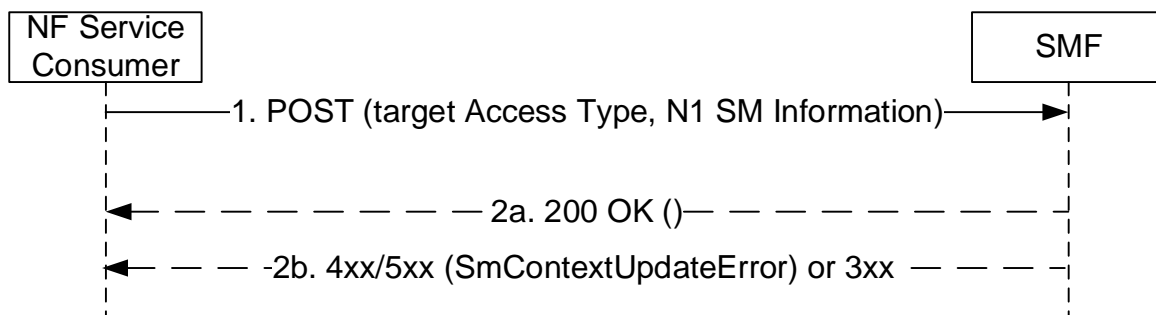 NF Service
Consumer
SMF
1. POST (target Access Type, N1 SM Information)
2a. 200 OK ()
2b. 4xx/5xx (SmContextUpdateError) or 3xx